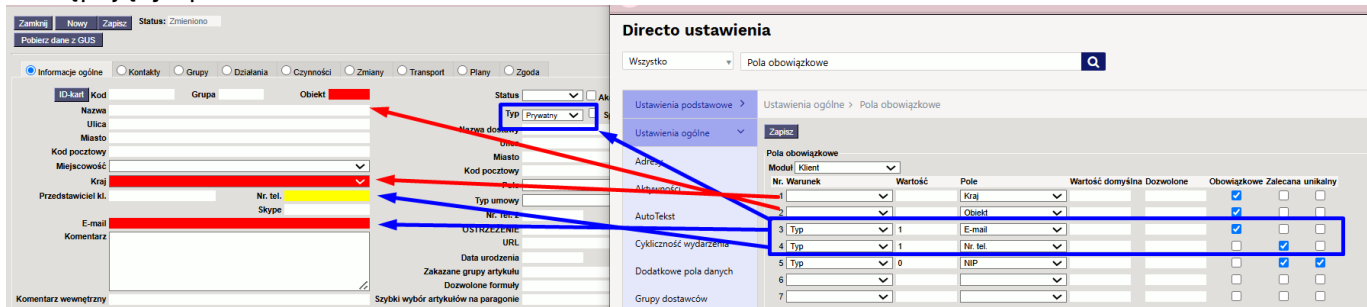 Zamknij Nowy Zapisz Status: Zmieniono
Pobierz dane z GUS
Informacje ogólne Kontakty Grupy Działania Czynności Zmiany Transport Plany Zgoda
ID-kart Kod Grupa Obiekt
Nazwa
Ulica
Miasto
Kod pocztowy
Miejscowość
Kraj
Przedstawiciel kl. Nr. tel.
Skype
E-mail
Komentarz
Komentarz wewnętrzny
Status
Typ Prywatny
Nazwa dostawy
Ulica
Miasto
Kod pocztowy
Typ umowy
Nr. Tel. 2
OSTRZEŻENIE
URL
Data urodzenia
Zakazane grupy artykułu
Dozwolone formuły
Szybki wybór artykułów na paragonie
Directo ustawienia
Wszystko Pola obowiązkowe
Ustawienia podstawowe
Ustawienia ogólne
Adresy
Aktywności
AutoTekst
Cykliczność wydarzenia
Dodatkowe pola danych
Grupy dostawców
Ustawienia ogólne > Pola obowiązkowe
Zapisz
Pola obowiązkowe
Moduł Klient
Nr. Warunek Wartość Pole Wartość domyślna Dozwolone Obowiązkowe Zalecana unikalny
1 Kraj
2 Obiekt
3 Typ 1 E-mail
4 Typ 1 Nr. tel.
5 Typ 0 NIP
6
7